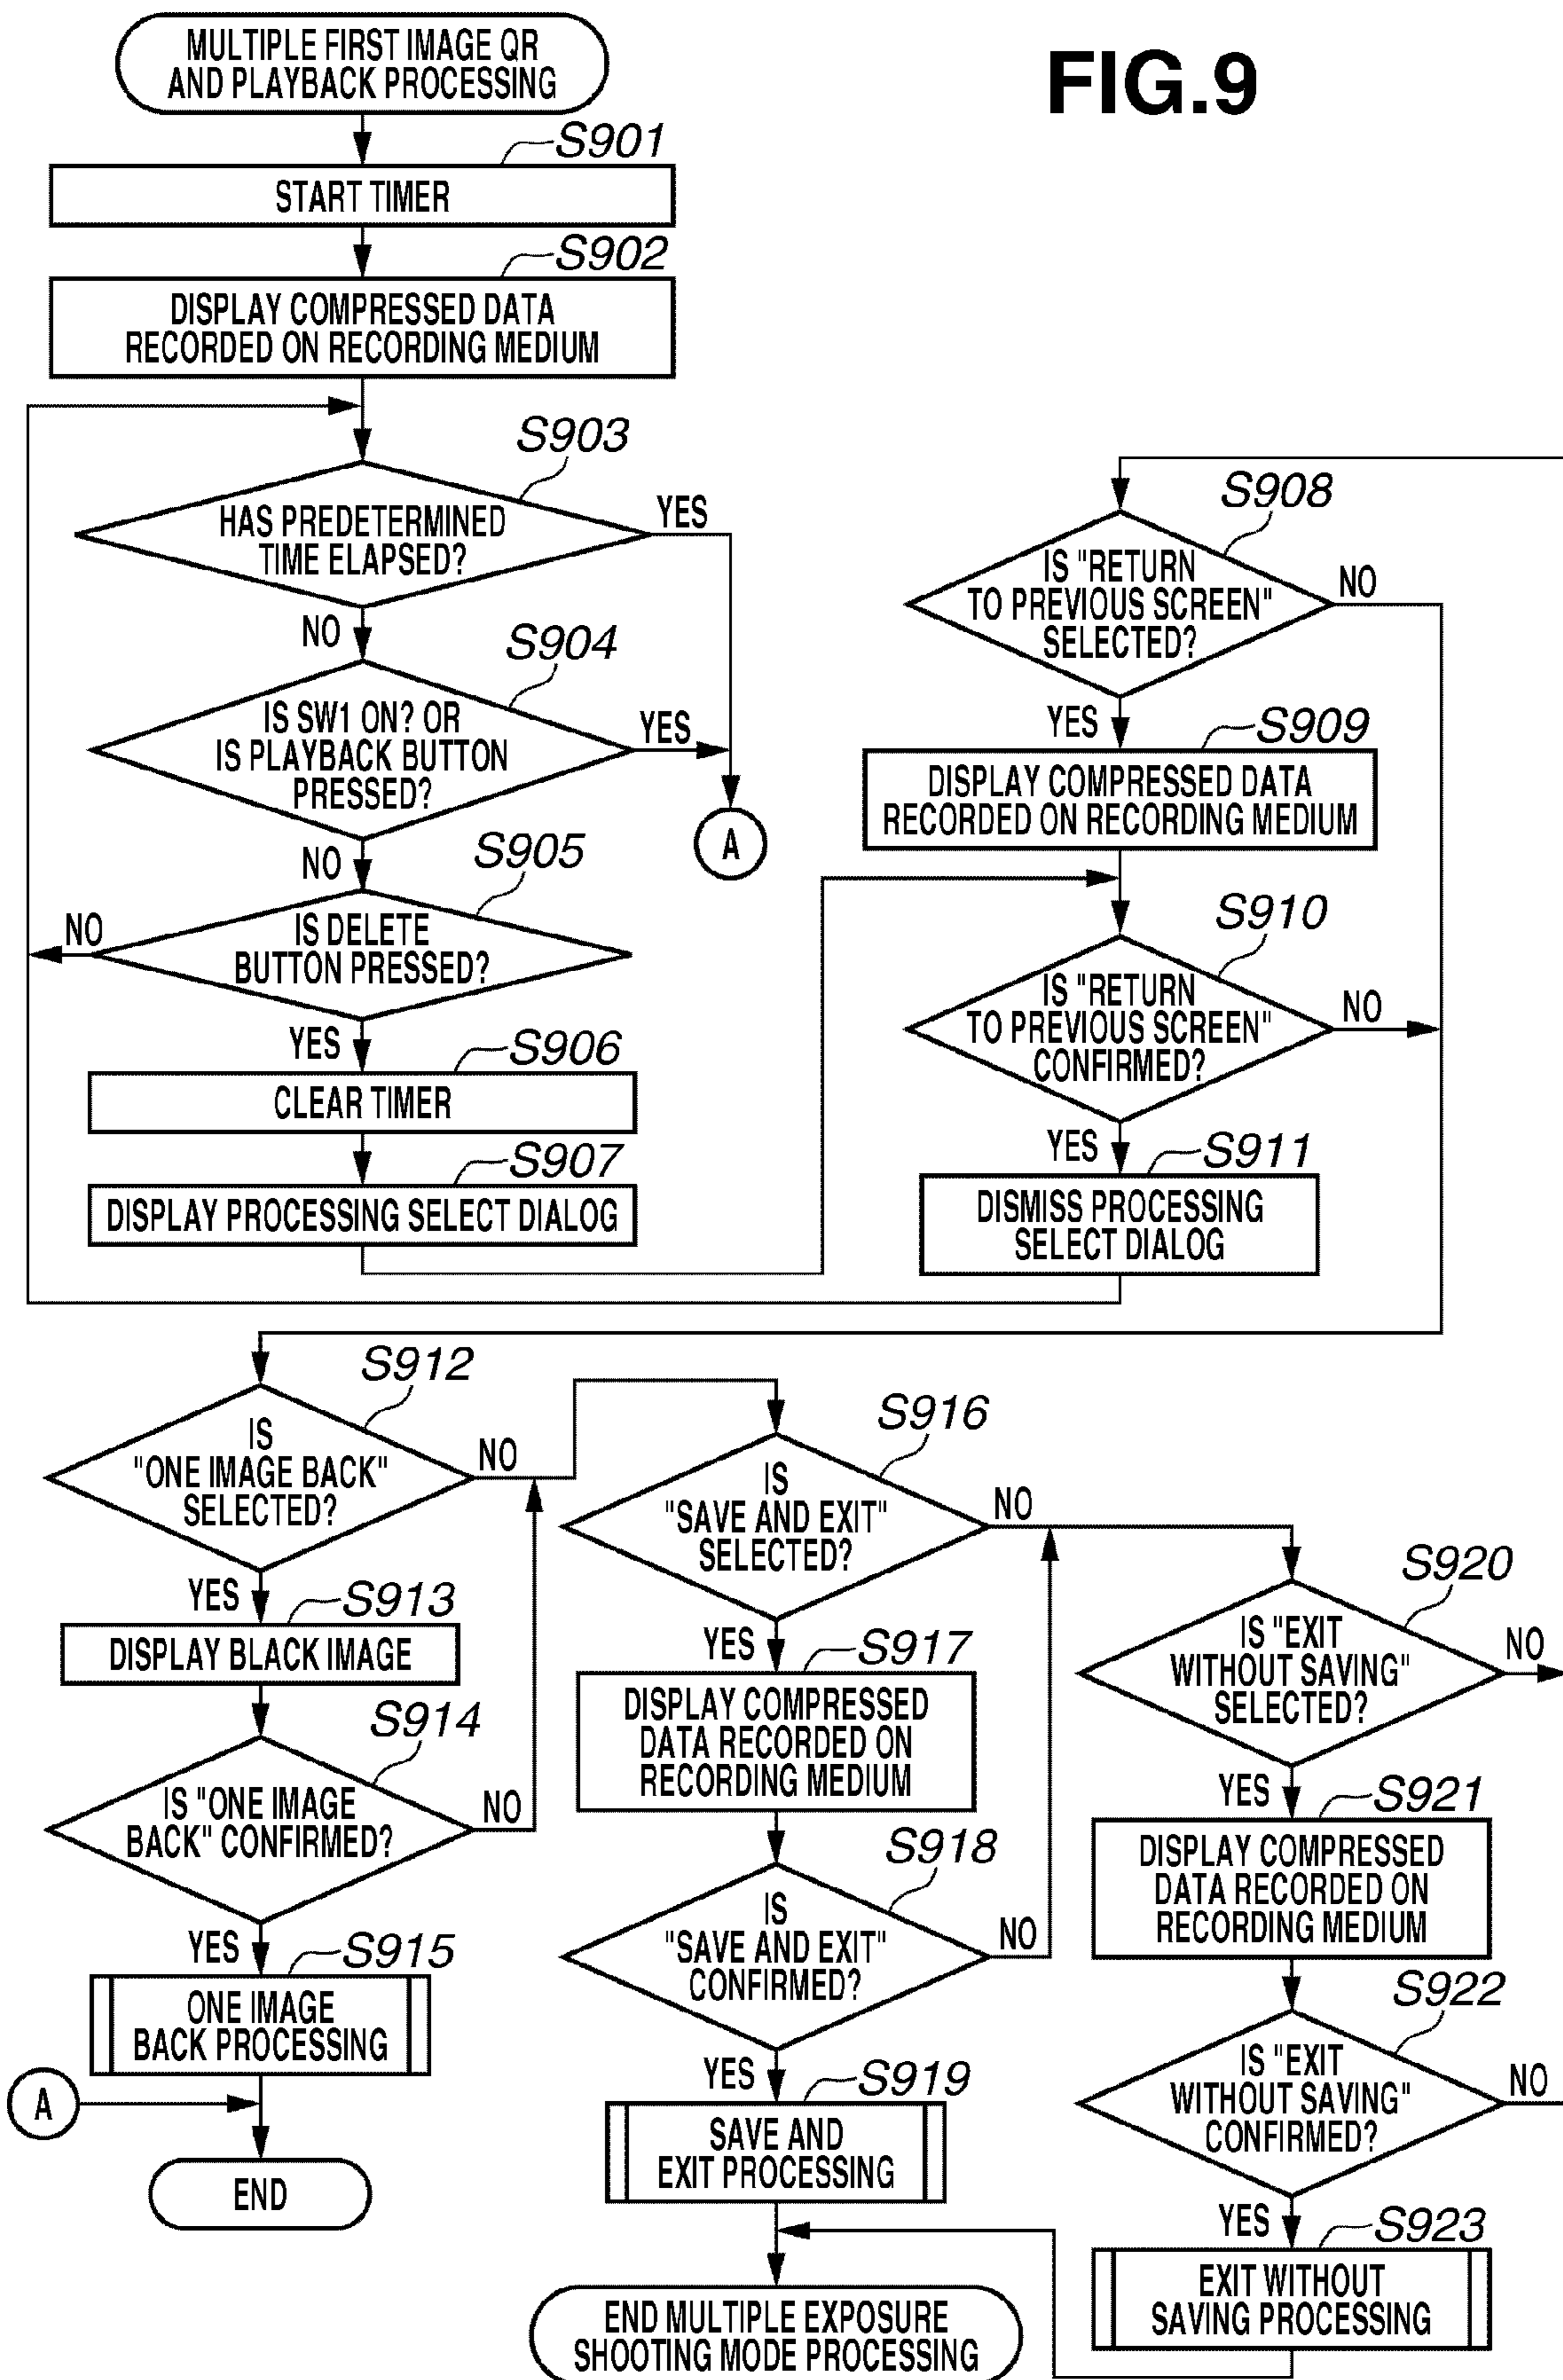 FIG.9
MULTIPLE FIRST IMAGE QR
AND PLAYBACK PROCESSING
S901
START TIMER
S902
DISPLAY COMPRESSED DATA
RECORDED ON RECORDING MEDIUM
S903
HAS PREDETERMINED
TIME ELAPSED?
YES
NO
S904
IS SW1 ON? OR
IS PLAYBACK BUTTON
PRESSED?
YES
A
NO
S905
IS DELETE
BUTTON PRESSED?
NO
YES
S906
CLEAR TIMER
S907
DISPLAY PROCESSING SELECT DIALOG
S908
IS "RETURN
TO PREVIOUS SCREEN"
SELECTED?
NO
YES
S909
DISPLAY COMPRESSED DATA
RECORDED ON RECORDING MEDIUM
S910
IS "RETURN
TO PREVIOUS SCREEN"
CONFIRMED?
NO
YES
S911
DISMISS PROCESSING
SELECT DIALOG
S912
IS
"ONE IMAGE BACK"
SELECTED?
NO
YES
S913
DISPLAY BLACK IMAGE
S914
IS "ONE IMAGE
BACK" CONFIRMED?
NO
YES
S915
ONE IMAGE
BACK PROCESSING
A
END
S916
IS
"SAVE AND EXIT"
SELECTED?
NO
YES
S917
DISPLAY COMPRESSED
DATA RECORDED ON
RECORDING MEDIUM
S918
IS
"SAVE AND EXIT"
CONFIRMED?
NO
YES
S919
SAVE AND
EXIT PROCESSING
END MULTIPLE EXPOSURE
SHOOTING MODE PROCESSING
S920
IS "EXIT
WITHOUT SAVING"
SELECTED?
NO
YES
S921
DISPLAY COMPRESSED
DATA RECORDED ON
RECORDING MEDIUM
S922
IS "EXIT
WITHOUT SAVING"
CONFIRMED?
NO
YES
S923
EXIT WITHOUT
SAVING PROCESSING